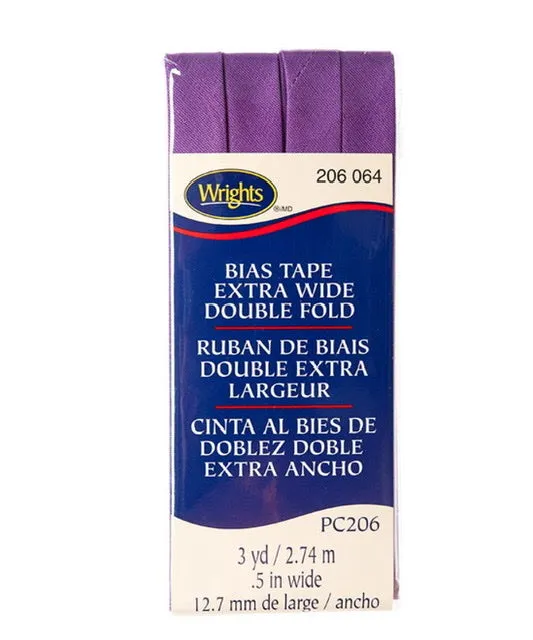 206 064
Wrights
®/MD
BIAS TAPE
EXTRA WIDE
DOUBLE FOLD
RUBAN DE BIAIS
DOUBLE EXTRA
LARGEUR
CINTA AL BIES DE
DOBLEZ DOBLE
EXTRA ANCHO
PC206
3 yd / 2.74 m
.5 in wide
12.7 mm de large / ancho